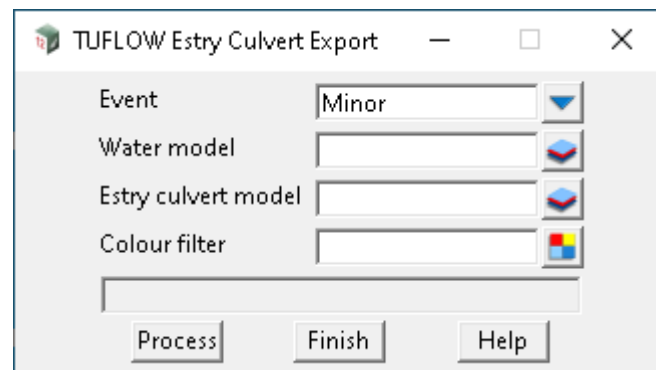 TUFLOW Estry Culvert Export
Event Minor
Water model
Estry culvert model
Colour filter
Process Finish Help